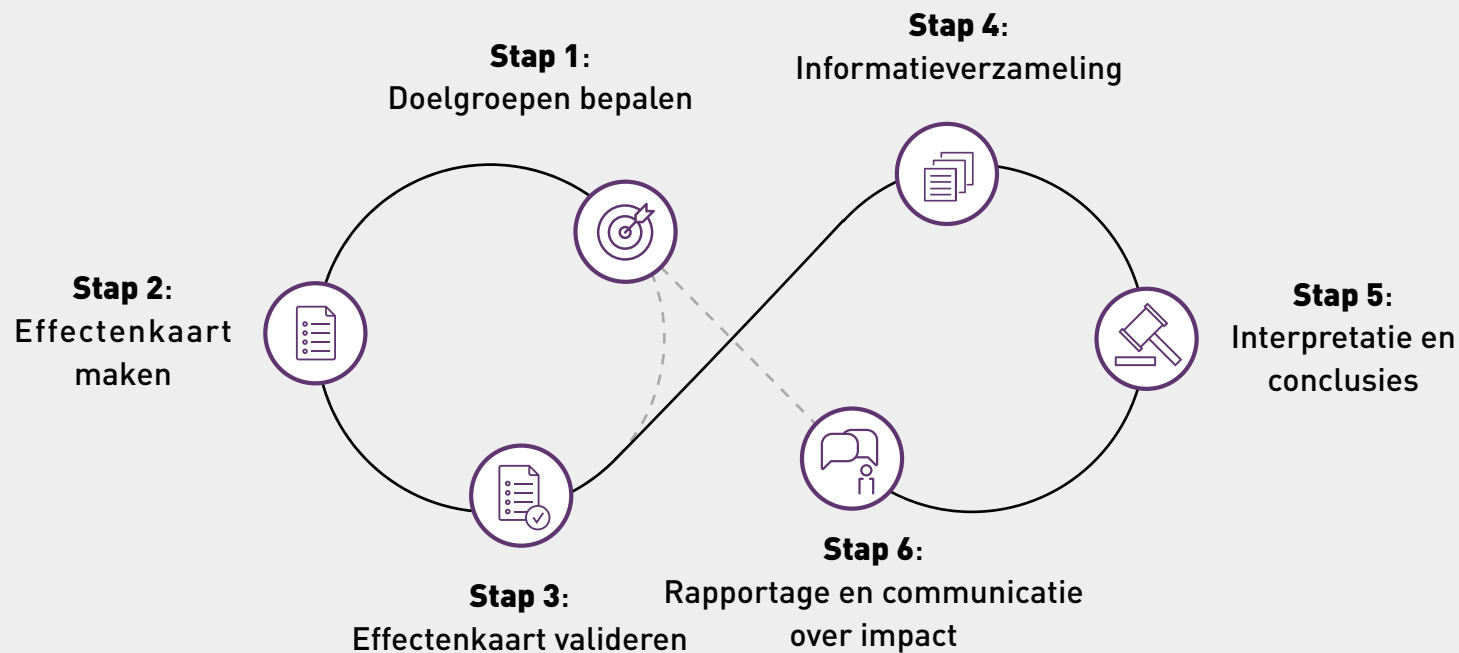 Stap 1:
Doelgroepen bepalen
Stap 2:
Effectenkaart
maken
Stap 3:
Effectenkaart valideren
Stap 4:
Informatieverzameling
Stap 5:
Interpretatie en
conclusies
Stap 6:
Rapportage en communicatie
over impact